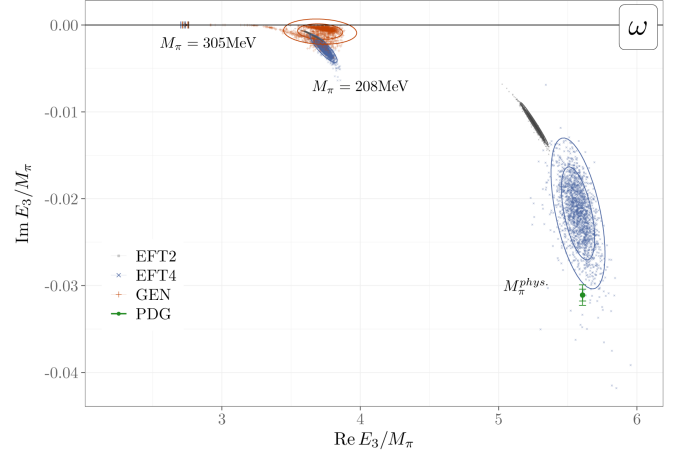 0.00
-0.01
-0.02
-0.03
-0.04
Im E₃/Mπ
ω
Mπ = 305MeV
Mπ = 208MeV
Mπ^phys.
EFT2
EFT4
GEN
PDG
3
4
5
6
Re E₃/Mπ